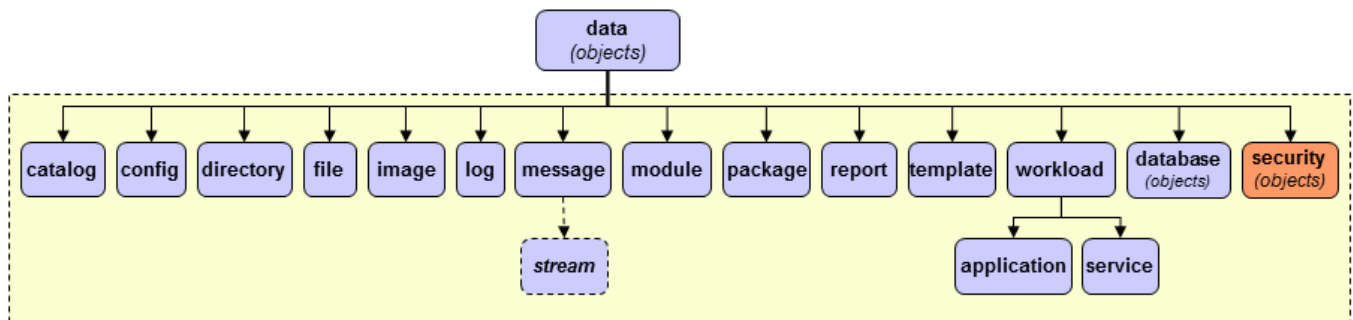 data
(objects)
catalog
config
directory
file
image
log
message
module
package
report
template
workload
database
(objects)
security
(objects)
stream
application
service